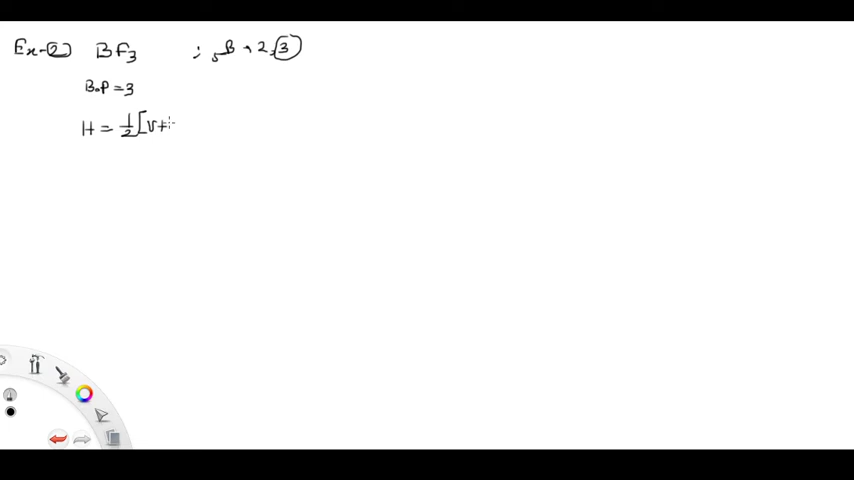 Ex-2 BF3 ; 5B → 2,3
B.P = 3
H = 1/2[V+